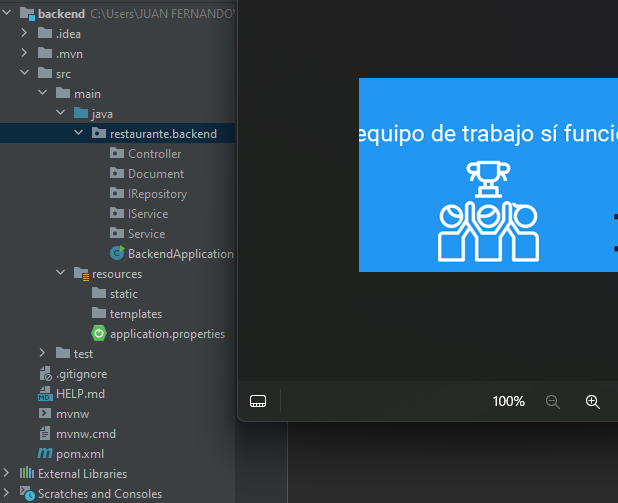 backend C:\Users\JUAN FERNANDO\
.idea
.mvn
src
main
java
restaurante.backend
Controller
Document
IRepository
IService
Service
BackendApplication
resources
static
templates
application.properties
test
.gitignore
MD HELP.md
mvnw
mvnw.cmd
m pom.xml
External Libraries
Scratches and Consoles
equipo de trabajo sí funcio
100%